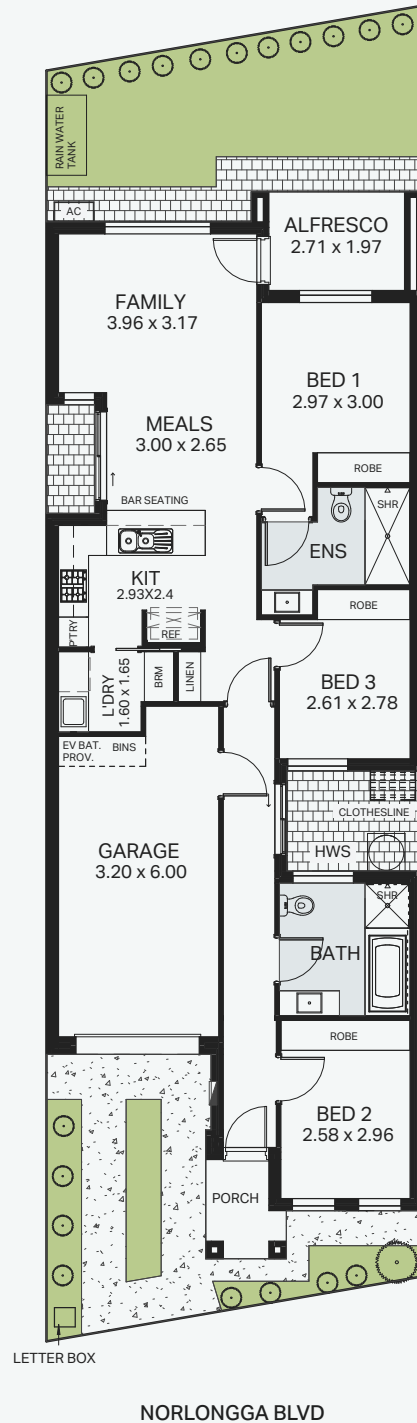 RAIN WATER
TANK
AC
ALFRESCO
2.71 x 1.97
FAMILY
3.96 x 3.17
BED 1
2.97 x 3.00
MEALS
3.00 x 2.65
ROBE
BAR SEATING
SHR
ENS
KIT
2.93X2.4
ROBE
P'TRY
REF
L'DRY
1.60 x 1.65
BRM
LINEN
BED 3
2.61 x 2.78
EV BAT.
PROV.
BINS
CLOTHESLINE
HWS
GARAGE
3.20 x 6.00
SHR
BATH
ROBE
BED 2
2.58 x 2.96
PORCH
LETTER BOX
NORLONGGA BLVD